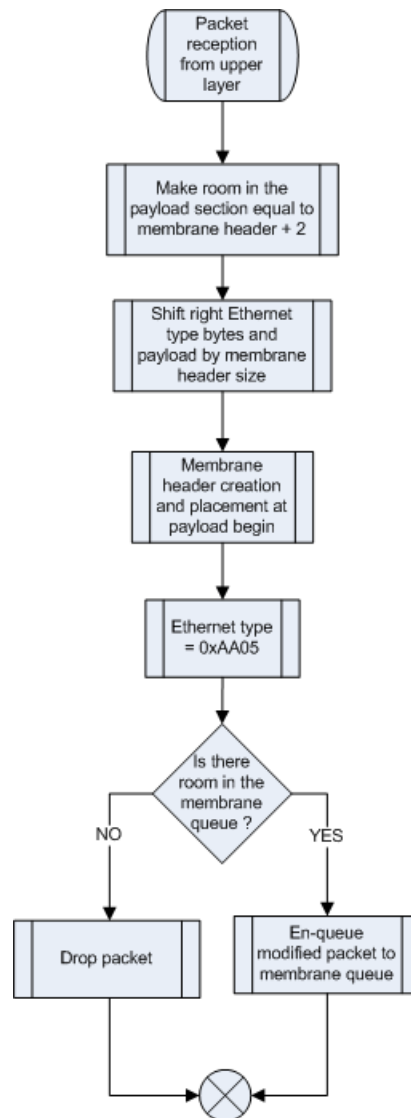 Packet
reception
from upper
layer
Make room in the
payload section equal to
membrane header + 2
Shift right Ethernet
type bytes and
payload by membrane
header size
Membrane
header creation
and placement at
payload begin
Ethernet type
= 0xAA05
Is there
room in the
membrane
queue ?
NO
YES
Drop packet
En-queue
modified packet to
membrane queue